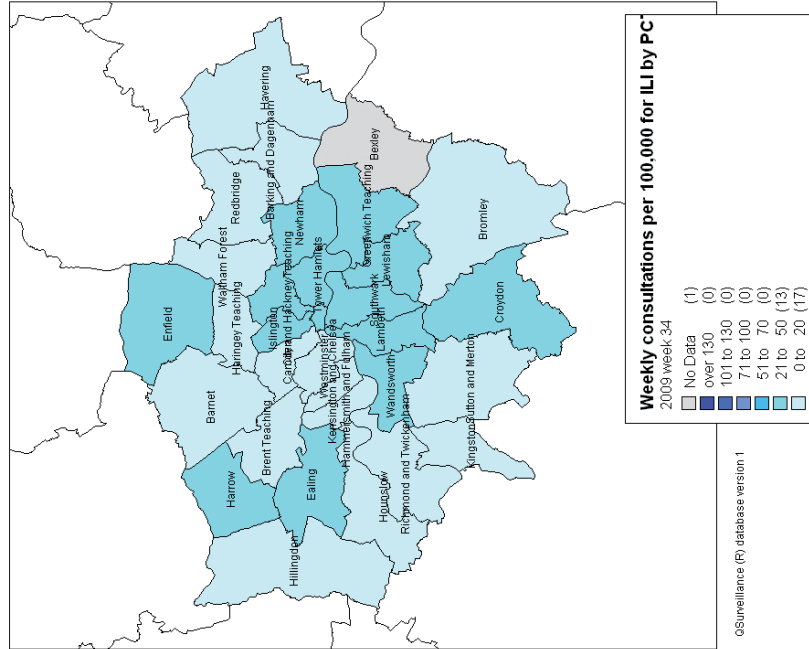 Enfield
Havering
Barnet
Haringey Teaching
Waltham Forest
Redbridge
Barking and Dagenham
Harrow
Brent Teaching
Camden
Islington
City and Hackney Teaching
Newham
Hillingdon
Ealing
Hammersmith and Fulham
Kensington and Chelsea
Westminster
Tower Hamlets
Hounslow
Richmond and Twickenham
Wandsworth
Lambeth
Southwark
Lewisham
Greenwich Teaching
Bexley
Kingston
Sutton and Merton
Croydon
Bromley
Weekly consultations per 100,000 for ILI by PCT
2009 week 34
No Data (1)
over 130 (0)
101 to 130 (0)
71 to 100 (0)
51 to 70 (0)
21 to 50 (13)
0 to 20 (17)
QSurveillance (R) database version 1